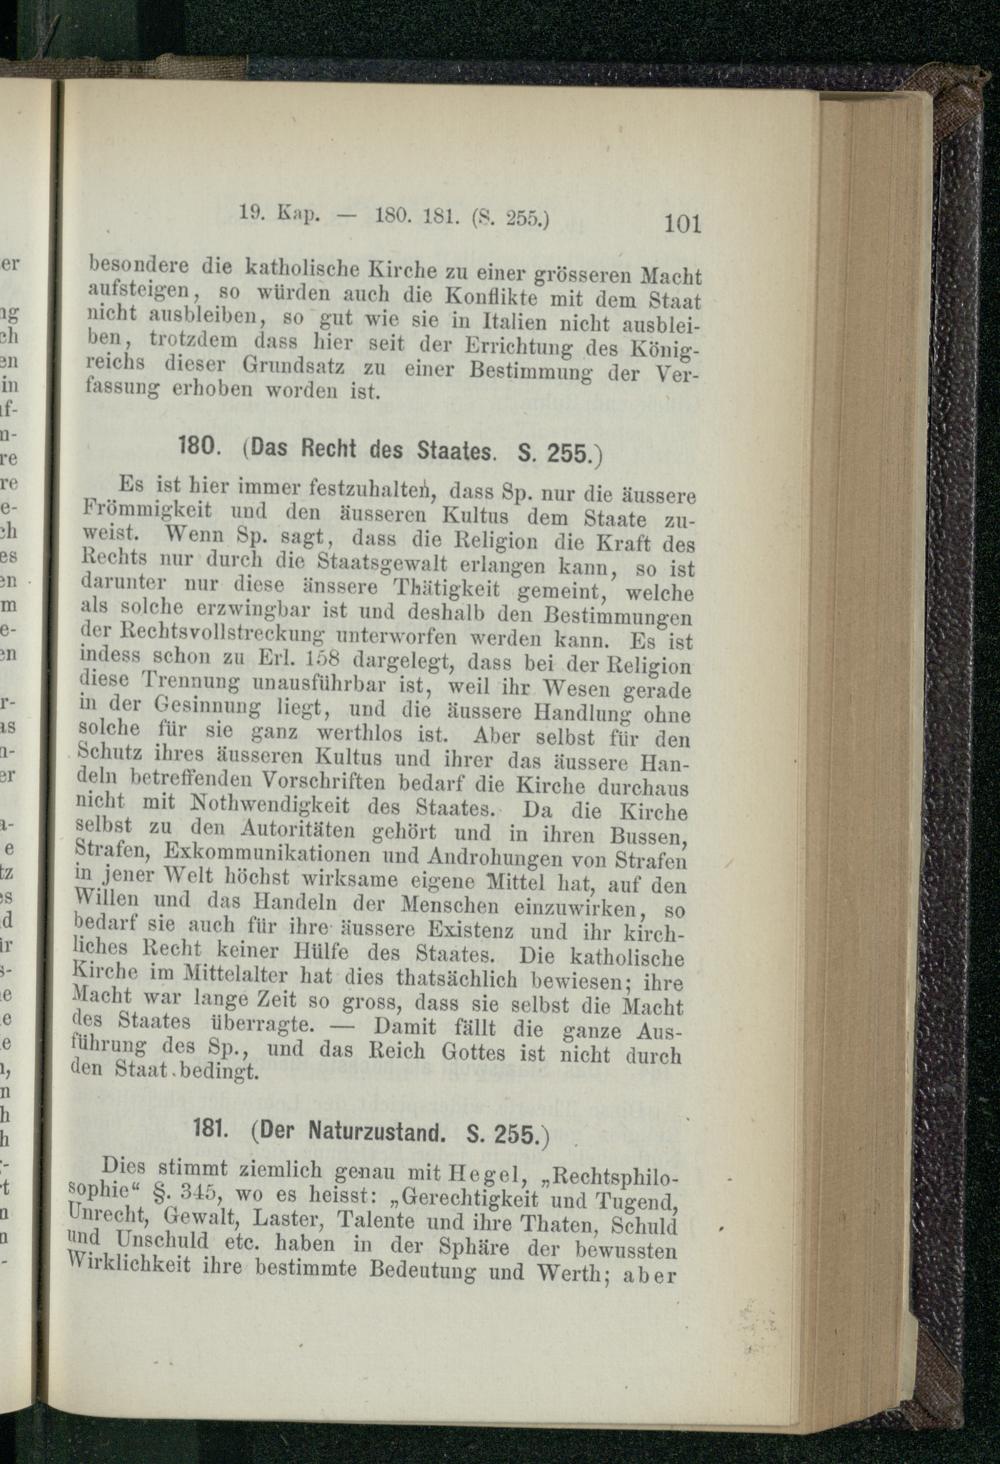 19. Kap. — 180. 181. (S. 255.) 101
besondere die katholische Kirche zu einer grösseren Macht
aufsteigen, so würden auch die Konflikte mit dem Staat
nicht ausbleiben, so gut wie sie in Italien nicht ausblei-
ben, trotzdem dass hier seit der Errichtung des König-
reichs dieser Grundsatz zu einer Bestimmung der Ver-
fassung erhoben worden ist.
180. (Das Recht des Staates. S. 255.)
Es ist hier immer festzuhalten, dass Sp. nur die äussere
Frömmigkeit und den äusseren Kultus dem Staate zu-
weist. Wenn Sp. sagt, dass die Religion die Kraft des
Rechts nur durch die Staatsgewalt erlangen kann, so ist
darunter nur diese änssere Thätigkeit gemeint, welche
als solche erzwingbar ist und deshalb den Bestimmungen
der Rechtsvollstreckung unterworfen werden kann. Es ist
indess schon zu Erl. 158 dargelegt, dass bei der Religion
diese Trennung unausführbar ist, weil ihr Wesen gerade
in der Gesinnung liegt, und die äussere Handlung ohne
solche für sie ganz werthlos ist. Aber selbst für den
Schutz ihres äusseren Kultus und ihrer das äussere Han-
deln betreffenden Vorschriften bedarf die Kirche durchaus
nicht mit Nothwendigkeit des Staates. Da die Kirche
selbst zu den Autoritäten gehört und in ihren Bussen,
Strafen, Exkommunikationen und Androhungen von Strafen
in jener Welt höchst wirksame eigene Mittel hat, auf den
Willen und das Handeln der Menschen einzuwirken, so
bedarf sie auch für ihre äussere Existenz und ihr kirch-
liches Recht keiner Hülfe des Staates. Die katholische
Kirche im Mittelalter hat dies thatsächlich bewiesen; ihre
Macht war lange Zeit so gross, dass sie selbst die Macht
des Staates überragte. — Damit fällt die ganze Aus-
führung des Sp., und das Reich Gottes ist nicht durch
den Staat bedingt.
181. (Der Naturzustand. S. 255.)
Dies stimmt ziemlich genau mit Hegel, „Rechtsphilo-
sophie“ §. 345, wo es heisst: „Gerechtigkeit und Tugend,
Unrecht, Gewalt, Laster, Talente und ihre Thaten, Schuld
und Unschuld etc. haben in der Sphäre der bewussten
Wirklichkeit ihre bestimmte Bedeutung und Werth; aber